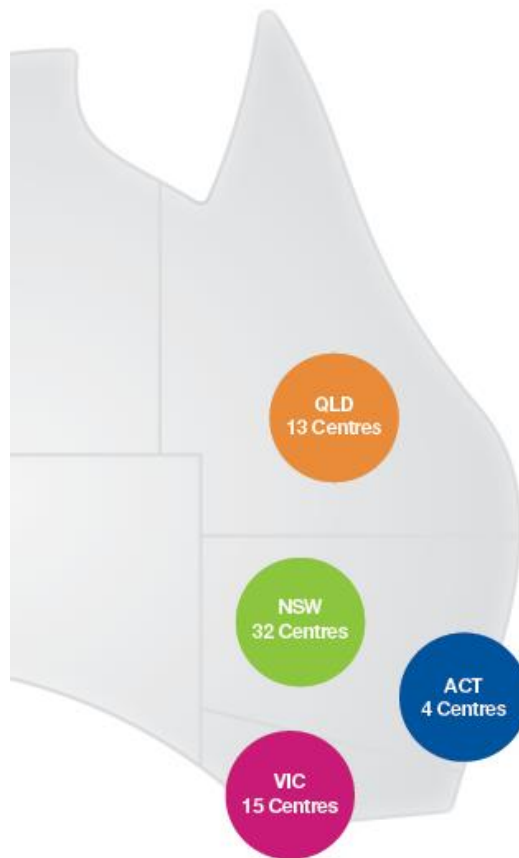 QLD
13 Centres
NSW
32 Centres
ACT
4 Centres
VIC
15 Centres